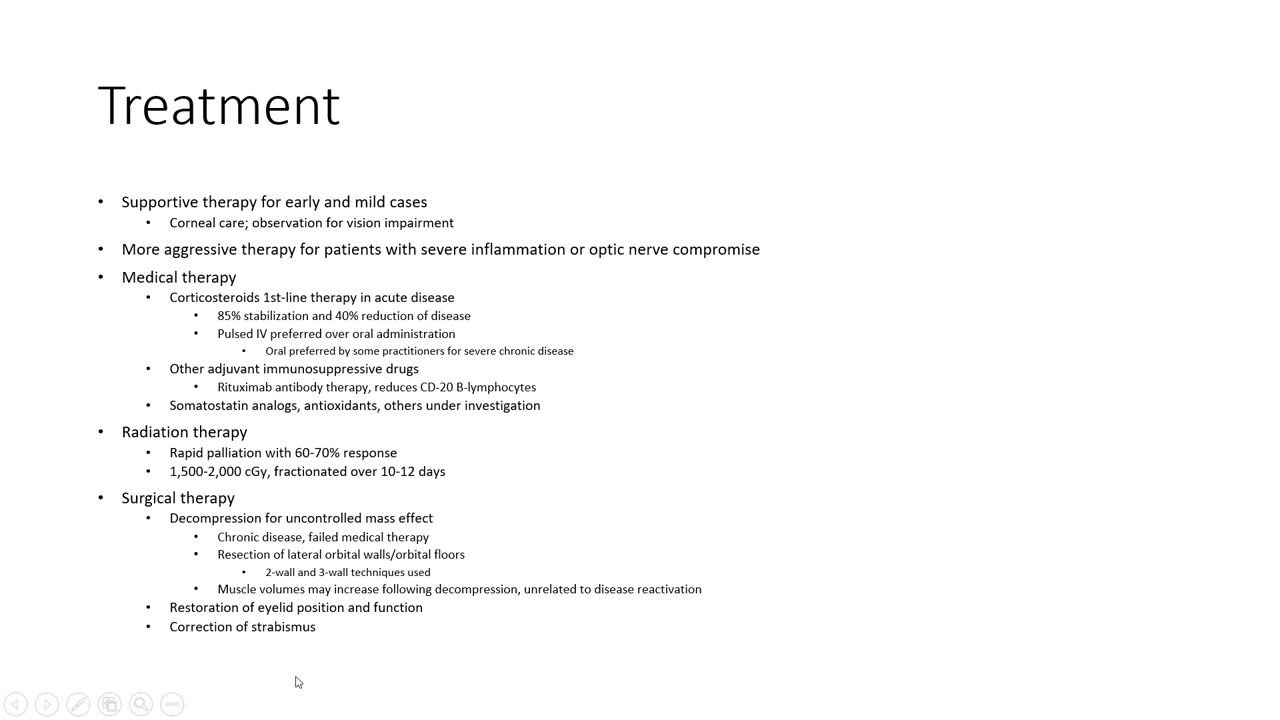 Treatment
• Supportive therapy for early and mild cases
• Corneal care; observation for vision impairment
• More aggressive therapy for patients with severe inflammation or optic nerve compromise
• Medical therapy
• Corticosteroids 1st-line therapy in acute disease
• 85% stabilization and 40% reduction of disease
• Pulsed IV preferred over oral administration
• Oral preferred by some practitioners for severe chronic disease
• Other adjuvant immunosuppressive drugs
• Rituximab antibody therapy, reduces CD-20 B-lymphocytes
• Somatostatin analogs, antioxidants, others under investigation
• Radiation therapy
• Rapid palliation with 60-70% response
• 1,500-2,000 cGy, fractionated over 10-12 days
• Surgical therapy
• Decompression for uncontrolled mass effect
• Chronic disease, failed medical therapy
• Resection of lateral orbital walls/orbital floors
• 2-wall and 3-wall techniques used
• Muscle volumes may increase following decompression, unrelated to disease reactivation
• Restoration of eyelid position and function
• Correction of strabismus